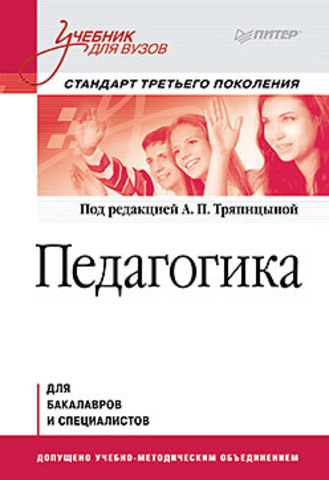 УЧЕБНИК
ДЛЯ ВУЗОВ
ПИТЕР®
СТАНДАРТ ТРЕТЬЕГО ПОКОЛЕНИЯ
Под редакцией А. П. Тряпицыной
Педагогика
ДЛЯ
БАКАЛАВРОВ
И СПЕЦИАЛИСТОВ
ДОПУЩЕНО УЧЕБНО-МЕТОДИЧЕСКИМ ОБЪЕДИНЕНИЕМ